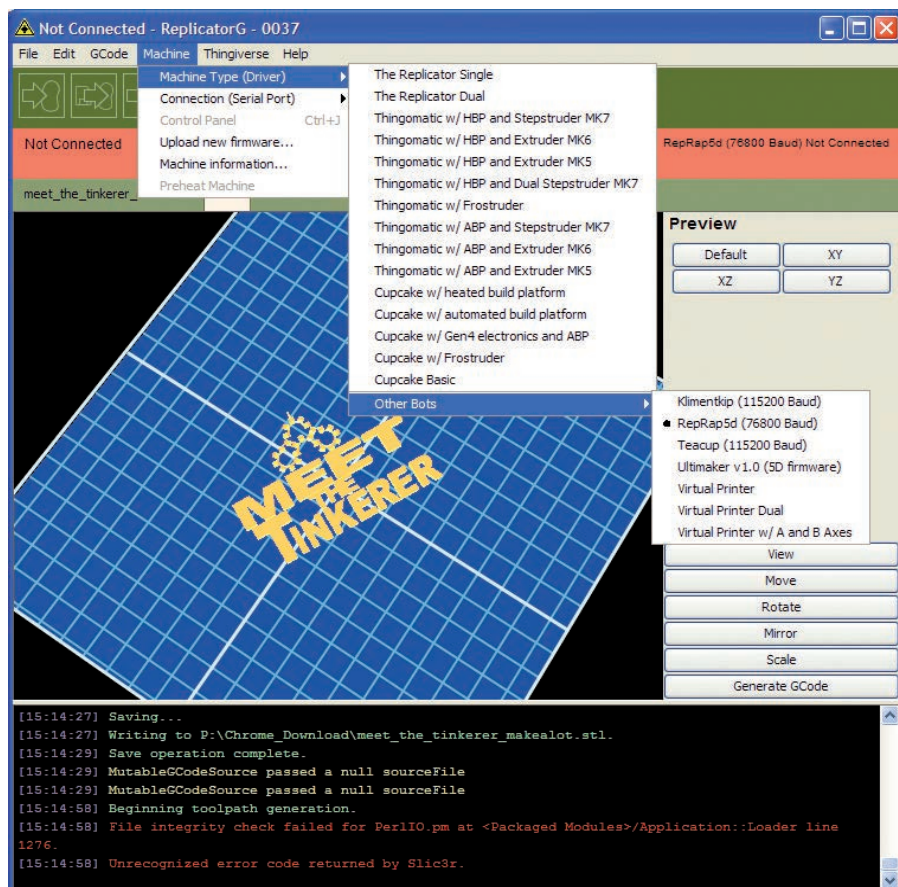 Not Connected - ReplicatorG - 0037
File Edit GCode Machine Thingiverse Help
Machine Type (Driver)
Connection (Serial Port)
Control Panel Ctrl+J
Upload new firmware...
Machine information...
Preheat Machine
The Replicator Single
The Replicator Dual
Thingomatic w/ HBP and Stepstruder MK7
Thingomatic w/ HBP and Extruder MK6
Thingomatic w/ HBP and Extruder MK5
Thingomatic w/ HBP and Dual Stepstruder MK7
Thingomatic w/ Frostruder
Thingomatic w/ ABP and Stepstruder MK7
Thingomatic w/ ABP and Extruder MK6
Thingomatic w/ ABP and Extruder MK5
Cupcake w/ heated build platform
Cupcake w/ automated build platform
Cupcake w/ Gen4 electronics and ABP
Cupcake w/ Frostruder
Cupcake Basic
Other Bots
Klimentkip (115200 Baud)
RepRap5d (76800 Baud)
Teacup (115200 Baud)
Ultimaker v1.0 (5D firmware)
Virtual Printer
Virtual Printer Dual
Virtual Printer w/ A and B Axes
Not Connected
RepRap5d (76800 Baud) Not Connected
meet_the_tinkerer_
Preview
Default XY
XZ YZ
MEET
THE
TINKERER
View
Move
Rotate
Mirror
Scale
Generate GCode
[15:14:27] Saving...
[15:14:27] Writing to P:\Chrome_Download\meet_the_tinkerer_makealot.stl.
[15:14:29] Save operation complete.
[15:14:29] MutableGCodeSource passed a null sourceFile
[15:14:29] MutableGCodeSource passed a null sourceFile
[15:14:58] Beginning toolpath generation.
[15:14:58] File integrity check failed for PerlIO.pm at <Packaged Modules>/Application::Loader line
1276.
[15:14:58] Unrecognized error code returned by Slic3r.